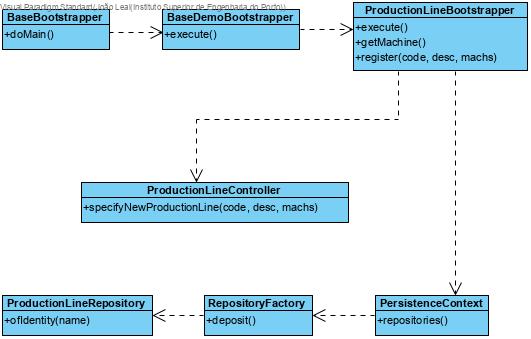 Visual Paradigm Standard(João Leal(Instituto Superior de Engenharia do Porto))
BaseBootstrapper
+doMain()
BaseDemoBootstrapper
+execute()
ProductionLineBootstrapper
+execute()
+getMachine()
+register(code, desc, machs)
ProductionLineController
+specifyNewProductionLine(code, desc, machs)
ProductionLineRepository
+ofIdentity(name)
RepositoryFactory
+deposit()
PersistenceContext
+repositories()